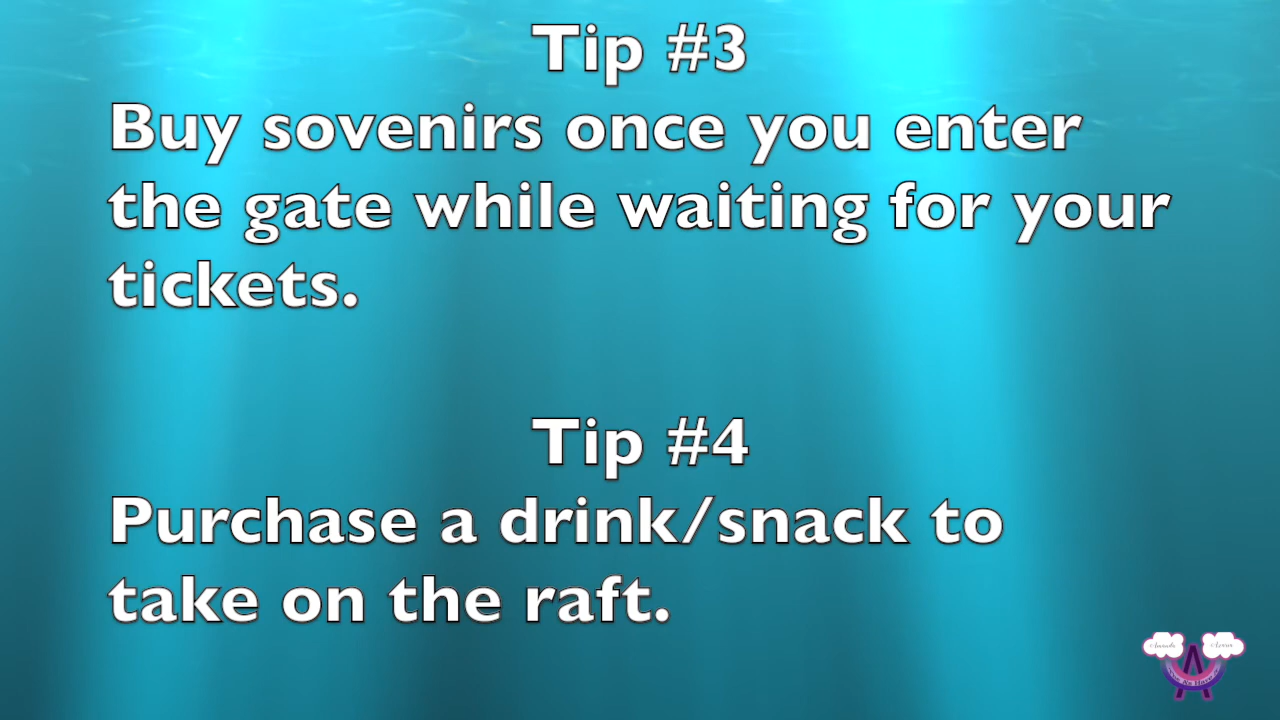 Tip #3
Buy sovenirs once you enter
the gate while waiting for your
tickets.
Tip #4
Purchase a drink/snack to
take on the raft.